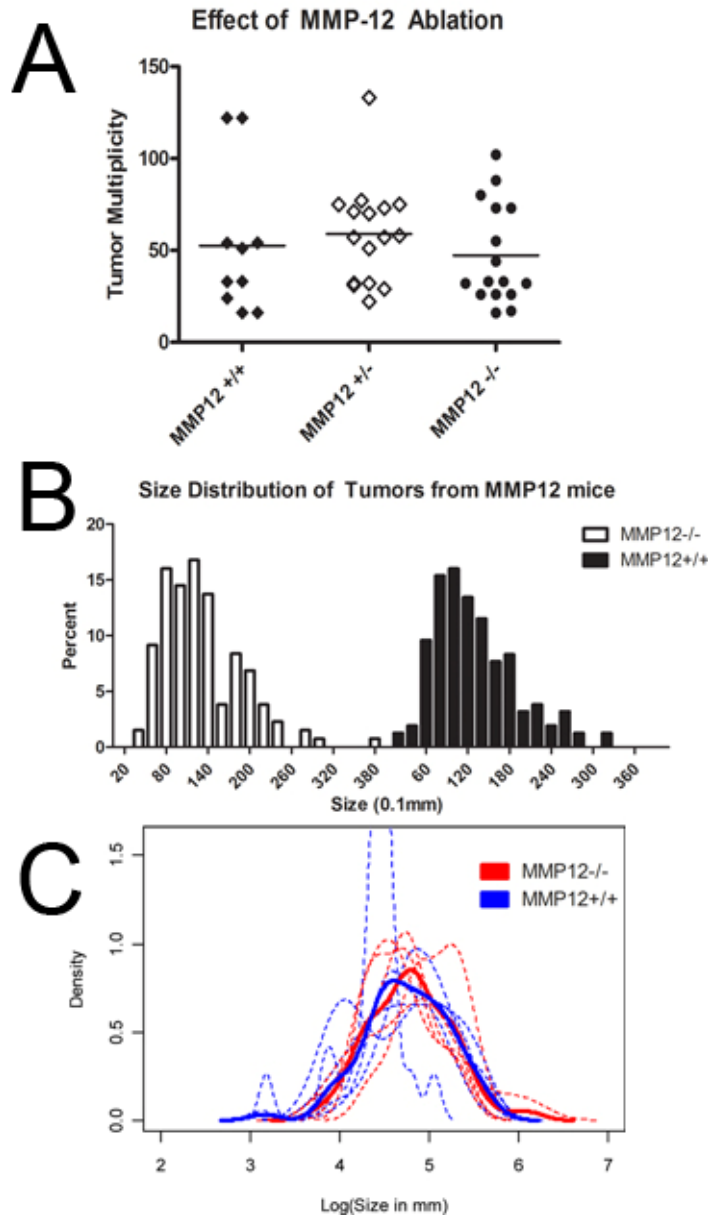 A
Effect of MMP-12 Ablation
Tumor Multiplicity
150
100
50
0
MMP12 +/+
MMP12 +/-
MMP12 -/-
B
Size Distribution of Tumors from MMP12 mice
MMP12-/-
MMP12+/+
Percent
20
15
10
5
0
20 80 140 200 260 320 380 60 120 180 240 300 360
Size (0.1mm)
C
MMP12-/-
MMP12+/+
Density
1.5
1.0
0.5
0.0
2 3 4 5 6 7
Log(Size in mm)